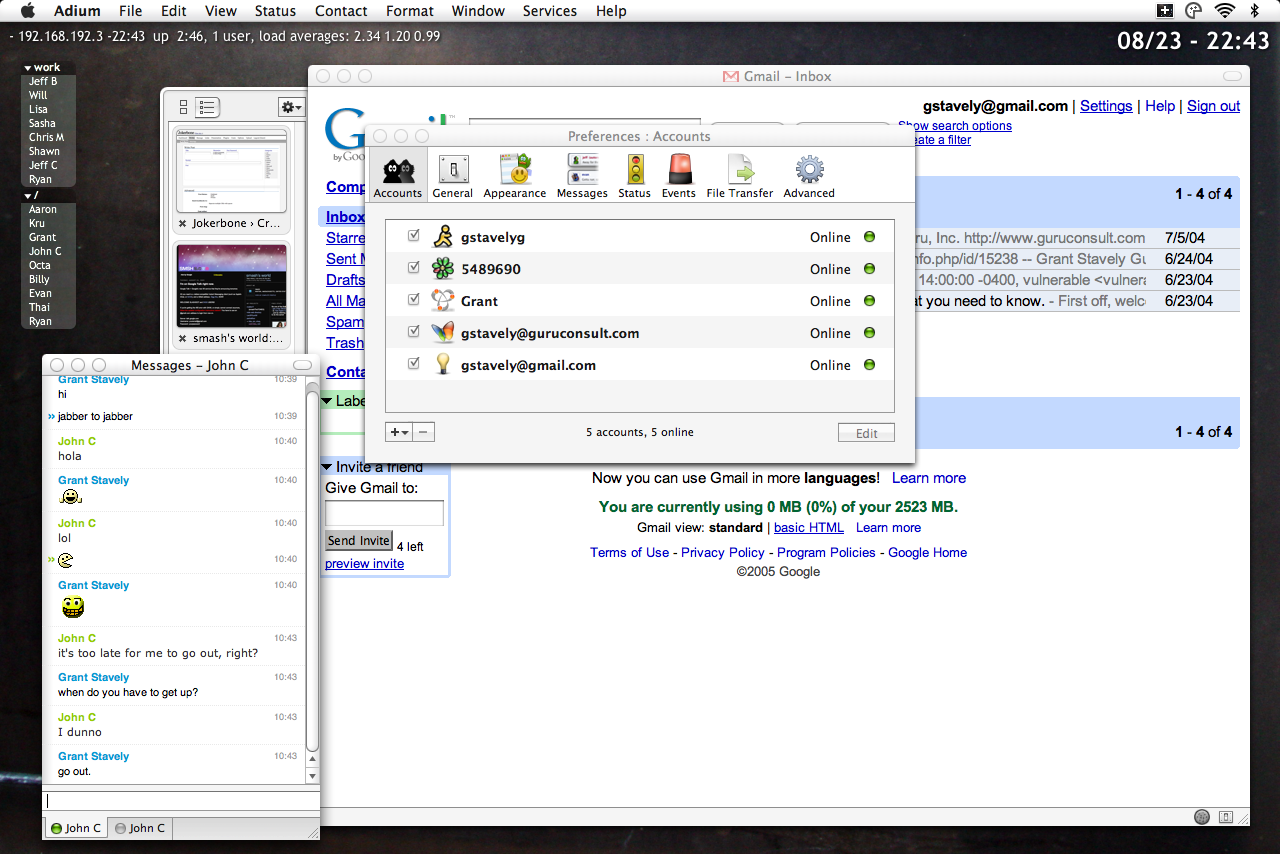 Adium File Edit View Status Contact Format Window Services Help
- 192.168.192.3 -22:43 up 2:46, 1 user, load averages: 2.34 1.20 0.99
08/23 - 22:43
work
Jeff B
Will
Lisa
Sasha
Chris M
Shawn
Jeff C
Ryan
/
Aaron
Kru
Grant
John C
Octa
Billy
Evan
Thai
Ryan
Jokerbone › Cr...
smash's world:...
Gmail - Inbox
gstavely@gmail.com | Settings | Help | Sign out
by Goo
Show search options
eate a filter
Comp
Inbox
Starre
Sent M
Drafts
All Ma
Spam
Trash
Conta
Labe
1 - 4 of 4
ru, Inc. http://www.guruconsult.com 7/5/04
nfo.php/id/15238 -- Grant Stavely Gu 6/24/04
14:00:00 -0400, vulnerable <vulnera 6/23/04
at you need to know. - First off, welc 6/23/04
1 - 4 of 4
Invite a friend
Give Gmail to:
Send Invite 4 left
preview invite
Now you can use Gmail in more languages! Learn more
You are currently using 0 MB (0%) of your 2523 MB.
Gmail view: standard | basic HTML Learn more
Terms of Use - Privacy Policy - Program Policies - Google Home
©2005 Google
Preferences : Accounts
Accounts General Appearance Messages Status Events File Transfer Advanced
gstavelyg Online
5489690 Online
Grant Online
gstavely@guruconsult.com Online
gstavely@gmail.com Online
5 accounts, 5 online
Edit
Messages - John C
Grant Stavely 10:39
hi
» jabber to jabber 10:39
John C 10:40
hola
Grant Stavely 10:40
John C 10:40
lol
» 10:40
Grant Stavely 10:40
John C 10:43
it's too late for me to go out, right?
Grant Stavely 10:43
when do you have to get up?
John C 10:43
I dunno
Grant Stavely 10:43
go out.
John C John C